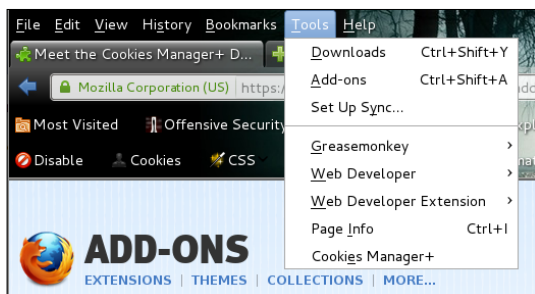 File Edit View History Bookmarks Tools Help
Meet the Cookies Manager+ D...
Downloads Ctrl+Shift+Y
Mozilla Corporation (US) https:/
Add-ons Ctrl+Shift+A
Set Up Sync...
Most Visited Offensive Security
Greasemonkey
Disable Cookies CSS
Web Developer
Web Developer Extension
Page Info Ctrl+I
ADD-ONS
Cookies Manager+
EXTENSIONS | THEMES | COLLECTIONS | MORE...